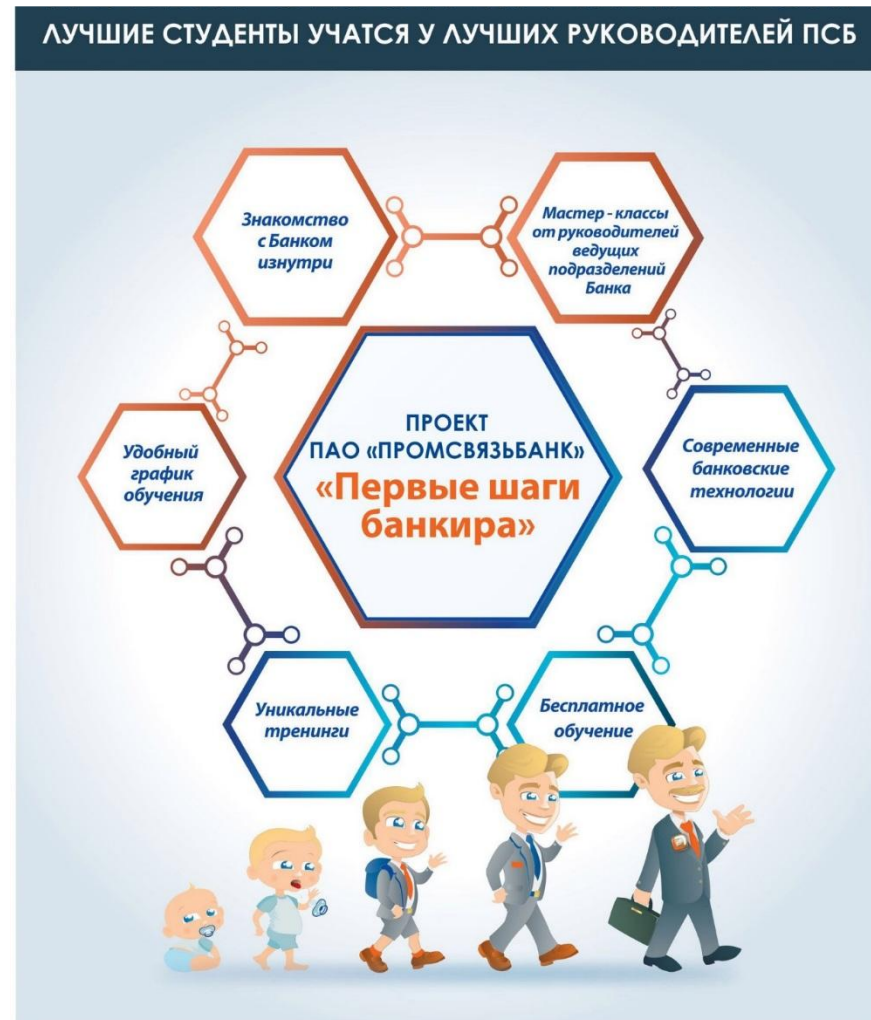 ЛУЧШИЕ СТУДЕНТЫ УЧАТСЯ У ЛУЧШИХ РУКОВОДИТЕЛЕЙ ПСБ
Знакомство
с Банком
изнутри
Мастер - классы
от руководителей
ведущих
подразделений
Банка
Удобный
график
обучения
ПРОЕКТ
ПАО «ПРОМСВЯЗЬБАНК»
«Первые шаги
банкира»
Современные
банковские
технологии
Уникальные
тренинги
Бесплатное
обучение